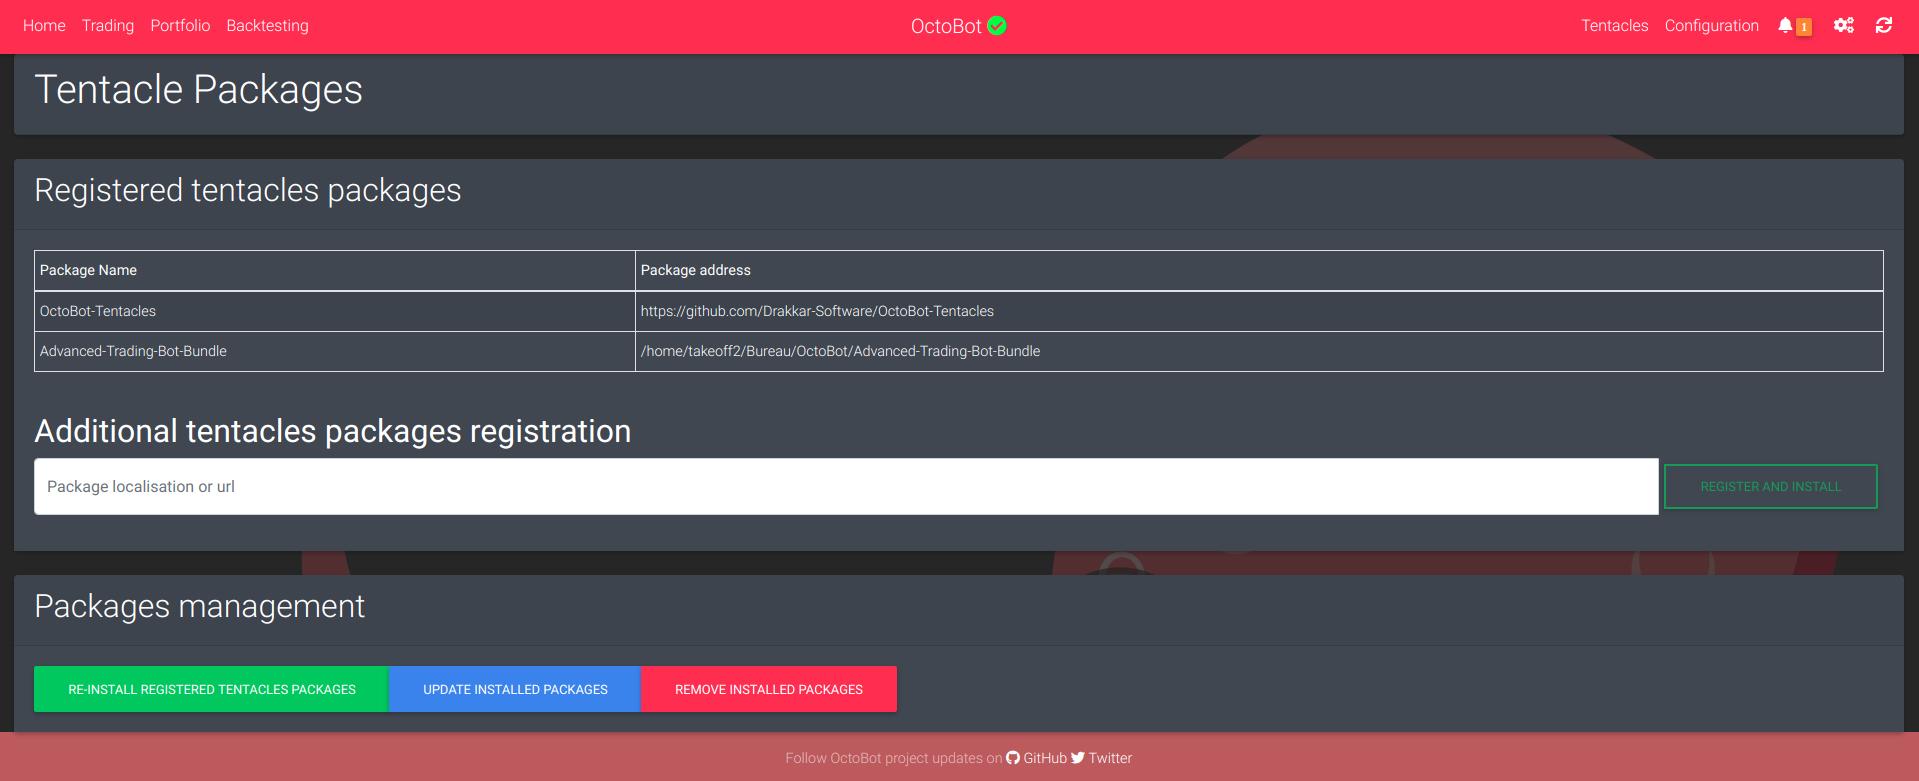 Home Trading Portfolio Backtesting OctoBot Tentacles Configuration 1
Tentacle Packages
Registered tentacles packages
Package Name Package address
OctoBot-Tentacles https://github.com/Drakkar-Software/OctoBot-Tentacles
Advanced-Trading-Bot-Bundle /home/takeoff2/Bureau/OctoBot/Advanced-Trading-Bot-Bundle
Additional tentacles packages registration
Package localisation or url REGISTER AND INSTALL
Packages management
RE-INSTALL REGISTERED TENTACLES PACKAGES UPDATE INSTALLED PACKAGES REMOVE INSTALLED PACKAGES
Follow OctoBot project updates on GitHub Twitter